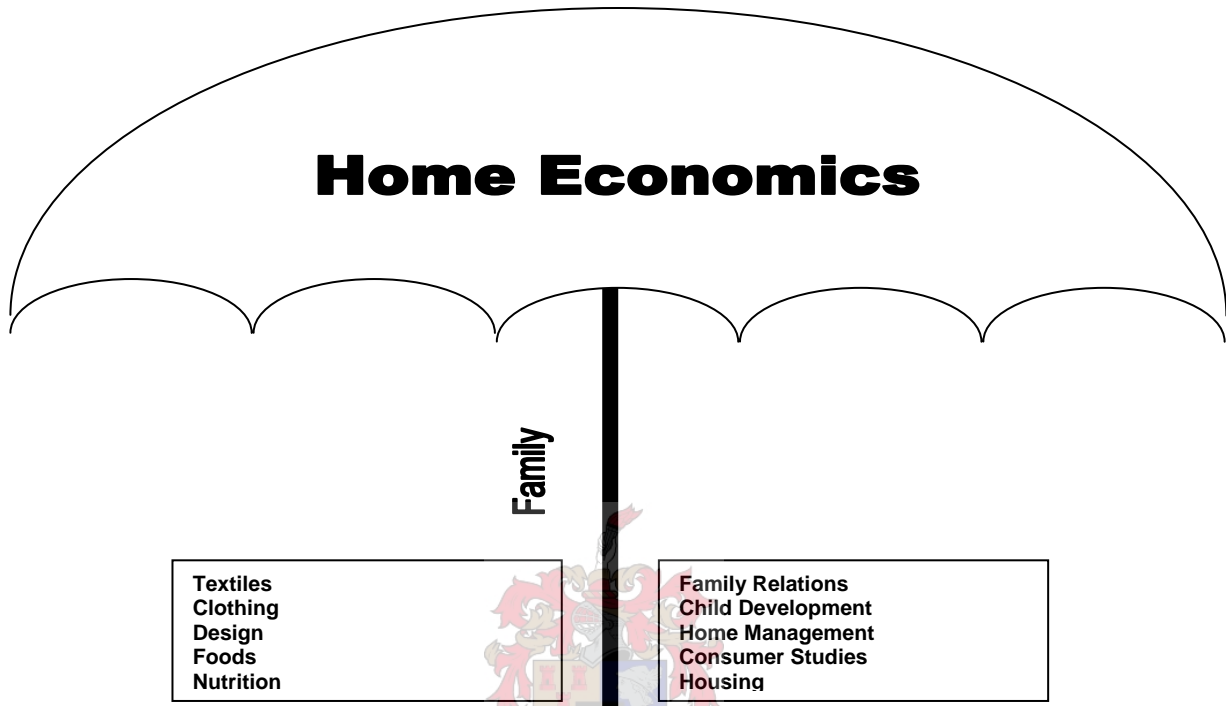 Home Economics
Family
Textiles
Clothing
Design
Foods
Nutrition
Family Relations
Child Development
Home Management
Consumer Studies
Housing